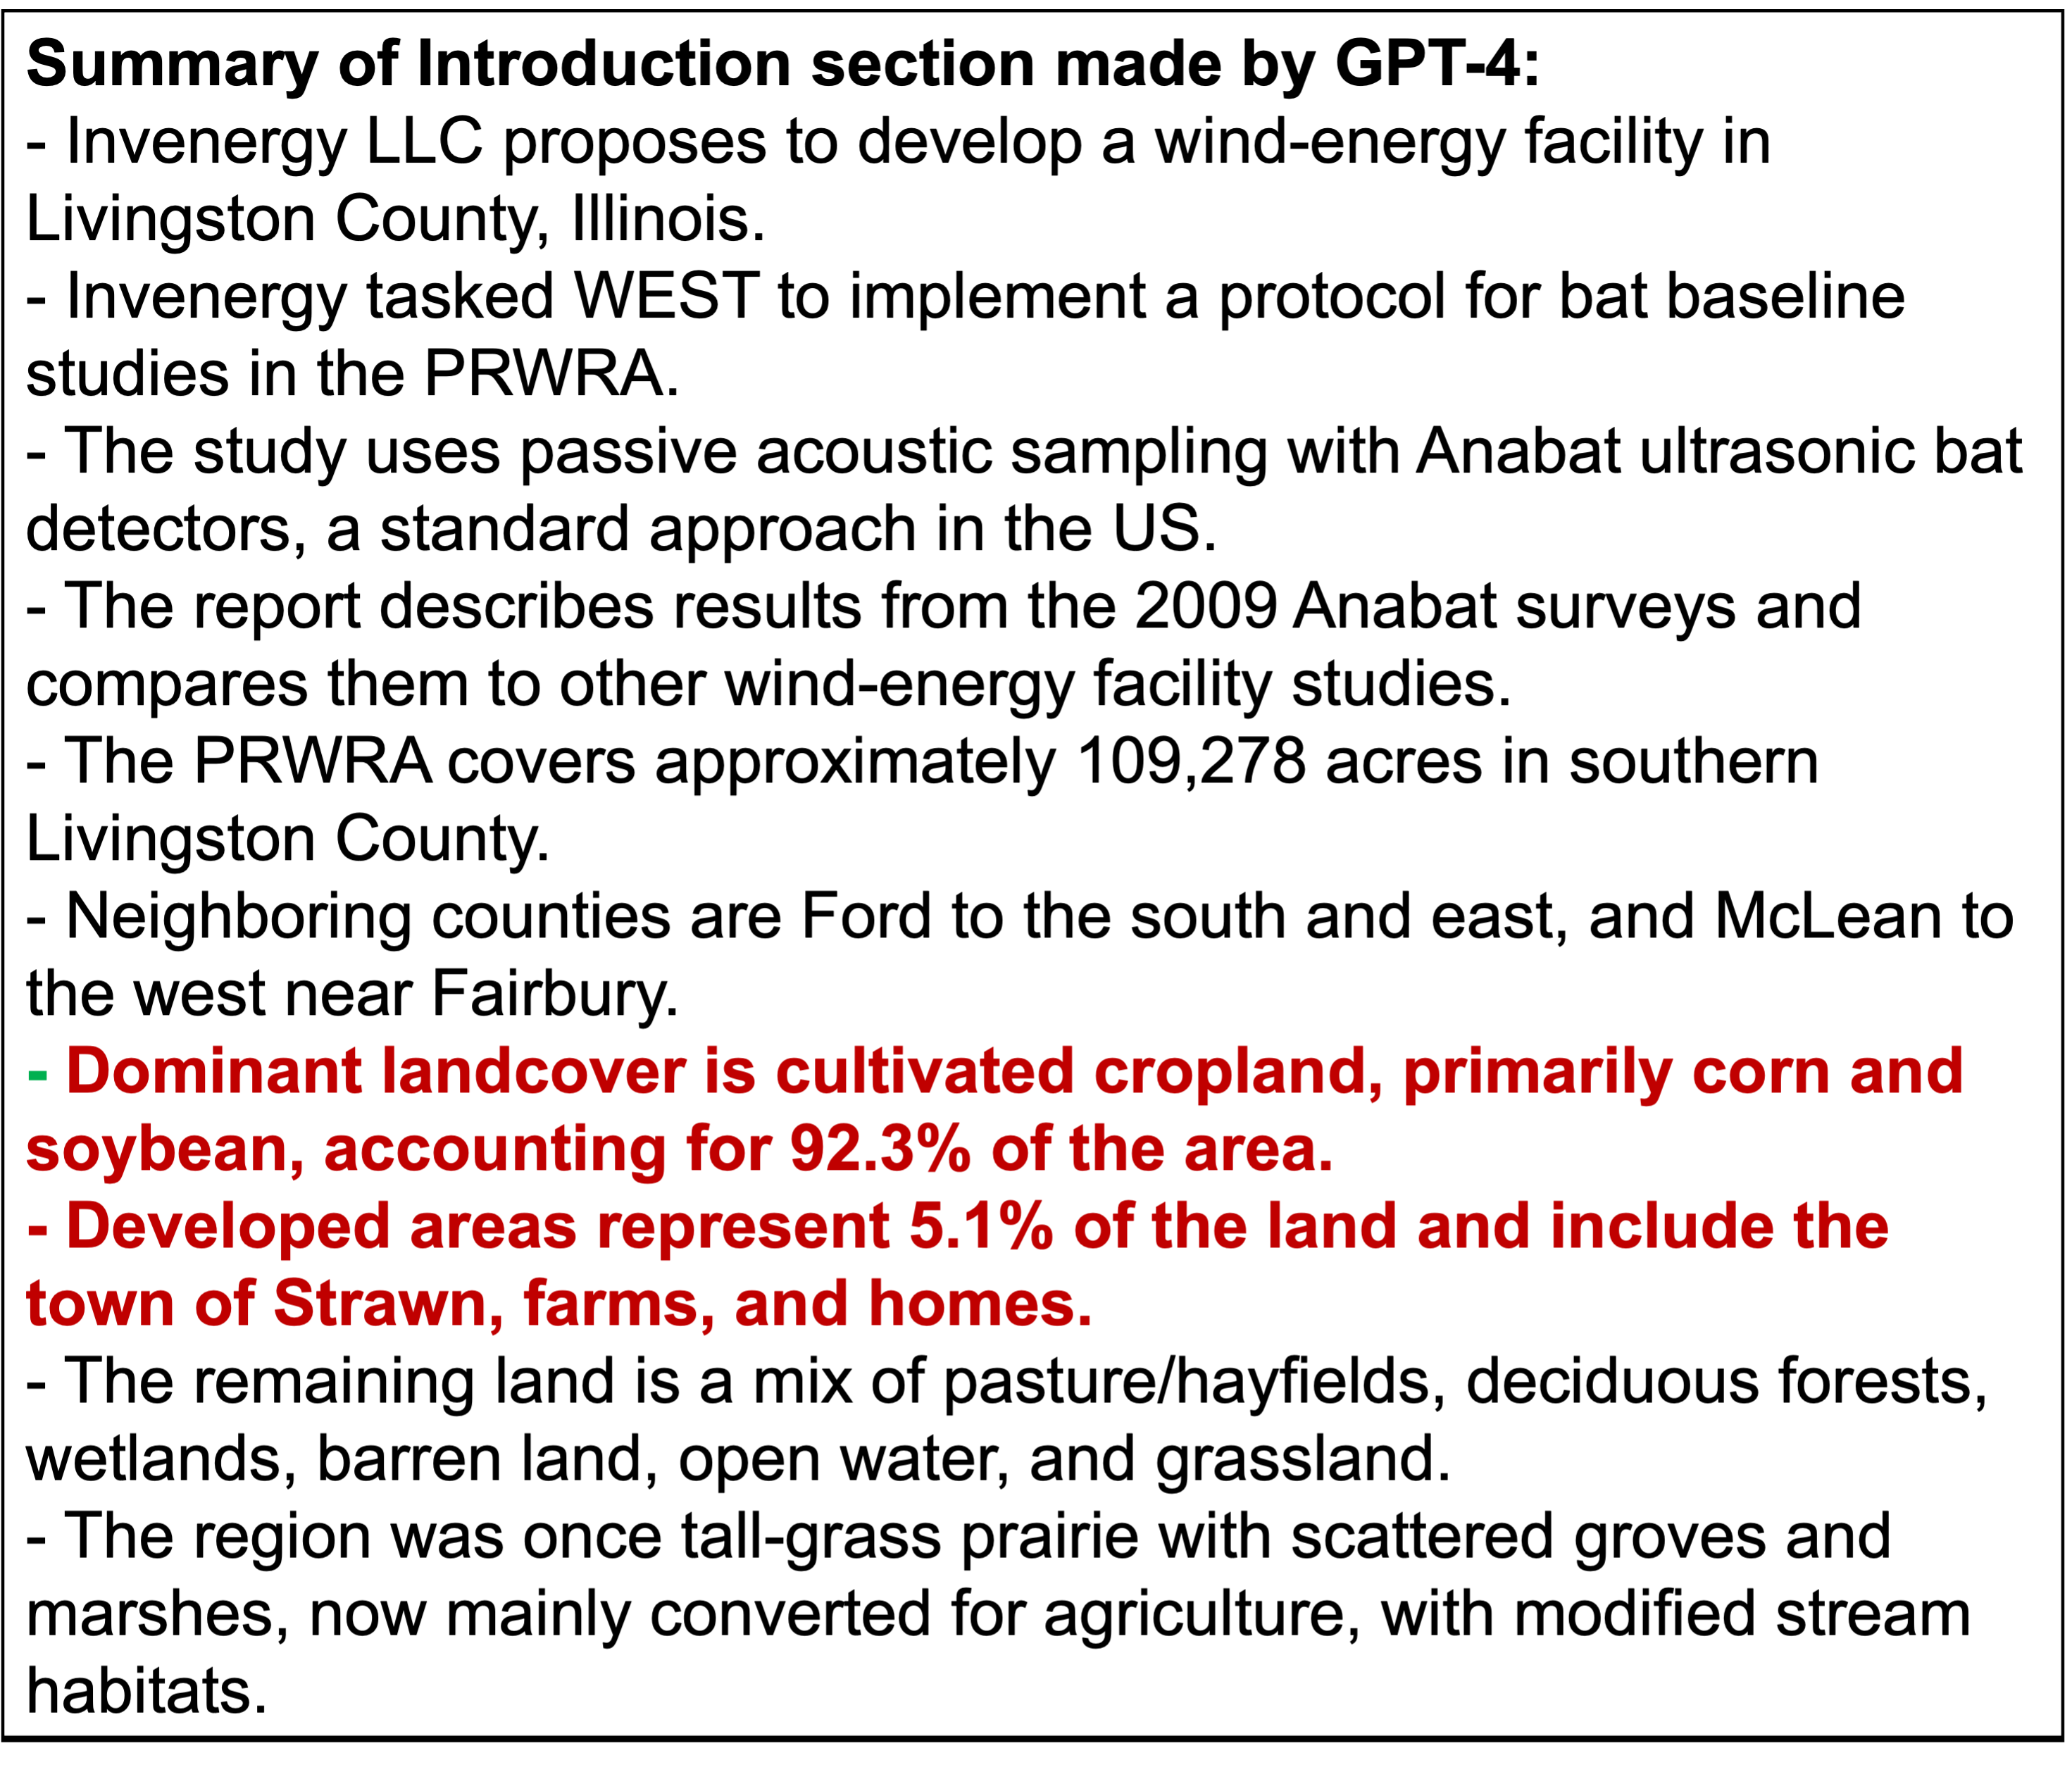 Summary of Introduction section made by GPT-4:
- Invenergy LLC proposes to develop a wind-energy facility in
Livingston County, Illinois.
- Invenergy tasked WEST to implement a protocol for bat baseline
studies in the PRWRA.
- The study uses passive acoustic sampling with Anabat ultrasonic bat
detectors, a standard approach in the US.
- The report describes results from the 2009 Anabat surveys and
compares them to other wind-energy facility studies.
- The PRWRA covers approximately 109,278 acres in southern
Livingston County.
- Neighboring counties are Ford to the south and east, and McLean to
the west near Fairbury.
- Dominant landcover is cultivated cropland, primarily corn and
soybean, accounting for 92.3% of the area.
- Developed areas represent 5.1% of the land and include the
town of Strawn, farms, and homes.
- The remaining land is a mix of pasture/hayfields, deciduous forests,
wetlands, barren land, open water, and grassland.
- The region was once tall-grass prairie with scattered groves and
marshes, now mainly converted for agriculture, with modified stream
habitats.